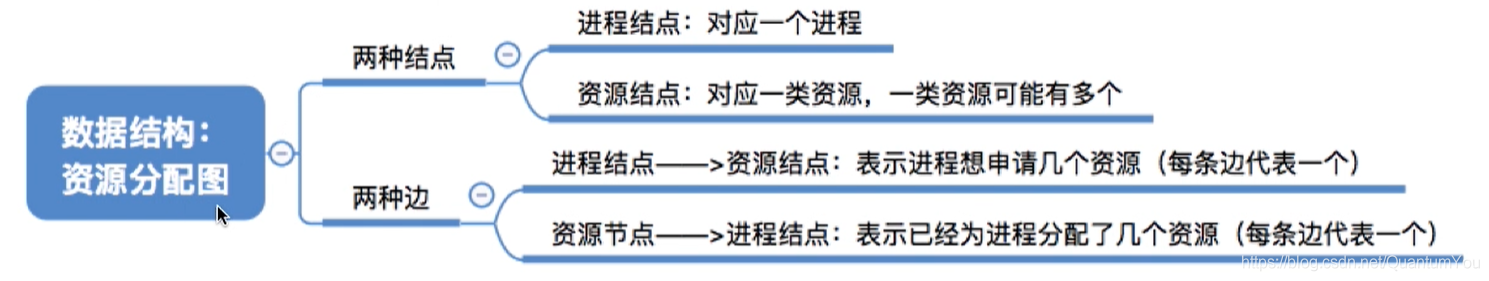 数据结构：
资源分配图
两种结点
进程结点：对应一个进程
资源结点：对应一类资源，一类资源可能有多个
两种边
进程结点——>资源结点：表示进程想申请几个资源（每条边代表一个）
资源节点——>进程结点：表示已经为进程分配了几个资源（每条边代表一个）
https://blog.csdn.net/QuantumYou